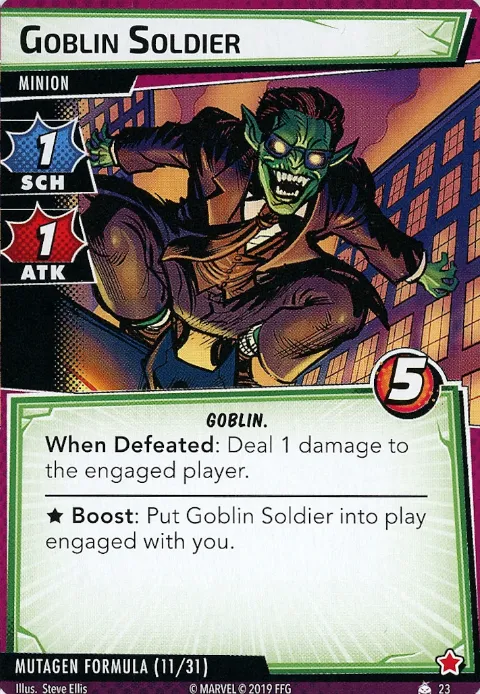 GOBLIN SOLDIER
MINION
1
SCH
1
ATK
5
GOBLIN.
When Defeated: Deal 1 damage to
the engaged player.
★ Boost: Put Goblin Soldier into play
engaged with you.
MUTAGEN FORMULA (11/31)
Illus. Steve Ellis
© MARVEL © 2019 FFG
23